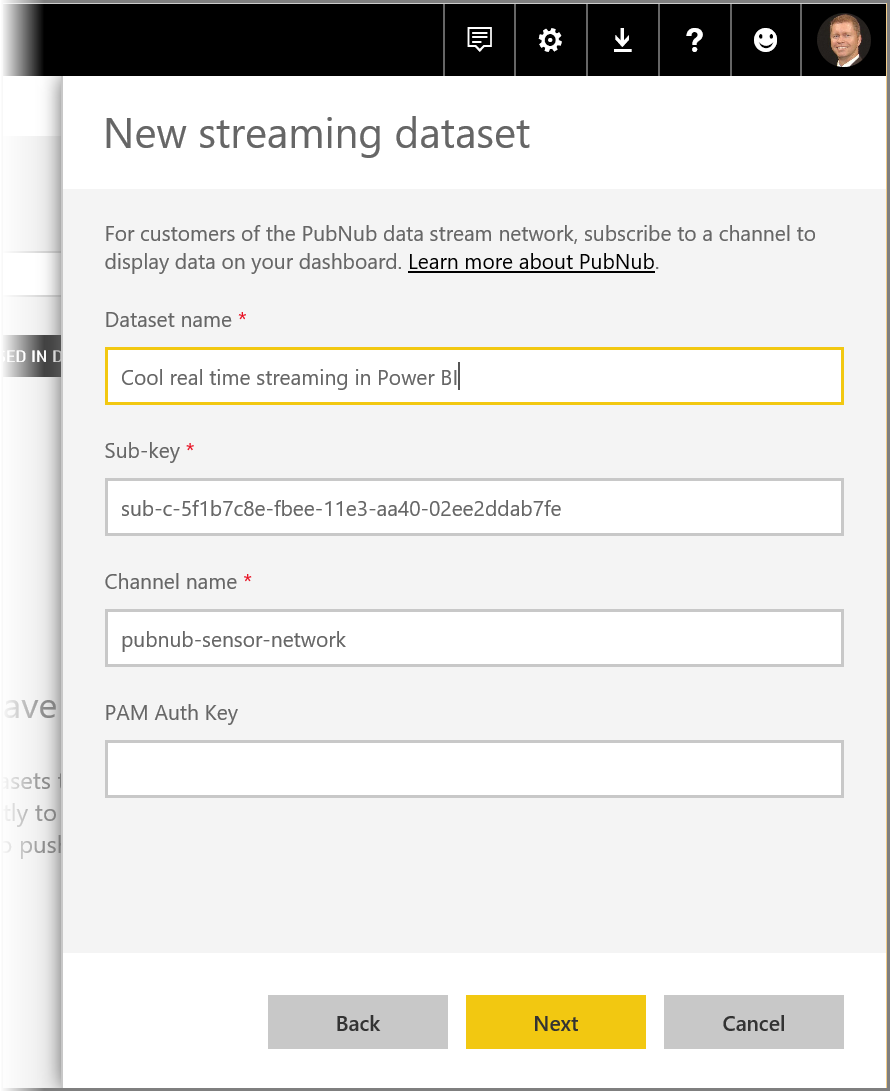 New streaming dataset
For customers of the PubNub data stream network, subscribe to a channel to
display data on your dashboard. Learn more about PubNub.
Dataset name *
Cool real time streaming in Power BI
SED IN D
Sub-key *
sub-c-5f1b7c8e-fbee-11e3-aa40-02ee2ddab7fe
Channel name *
pubnub-sensor-network
ave
PAM Auth Key
asets t
tly to
o push
Back
Next
Cancel